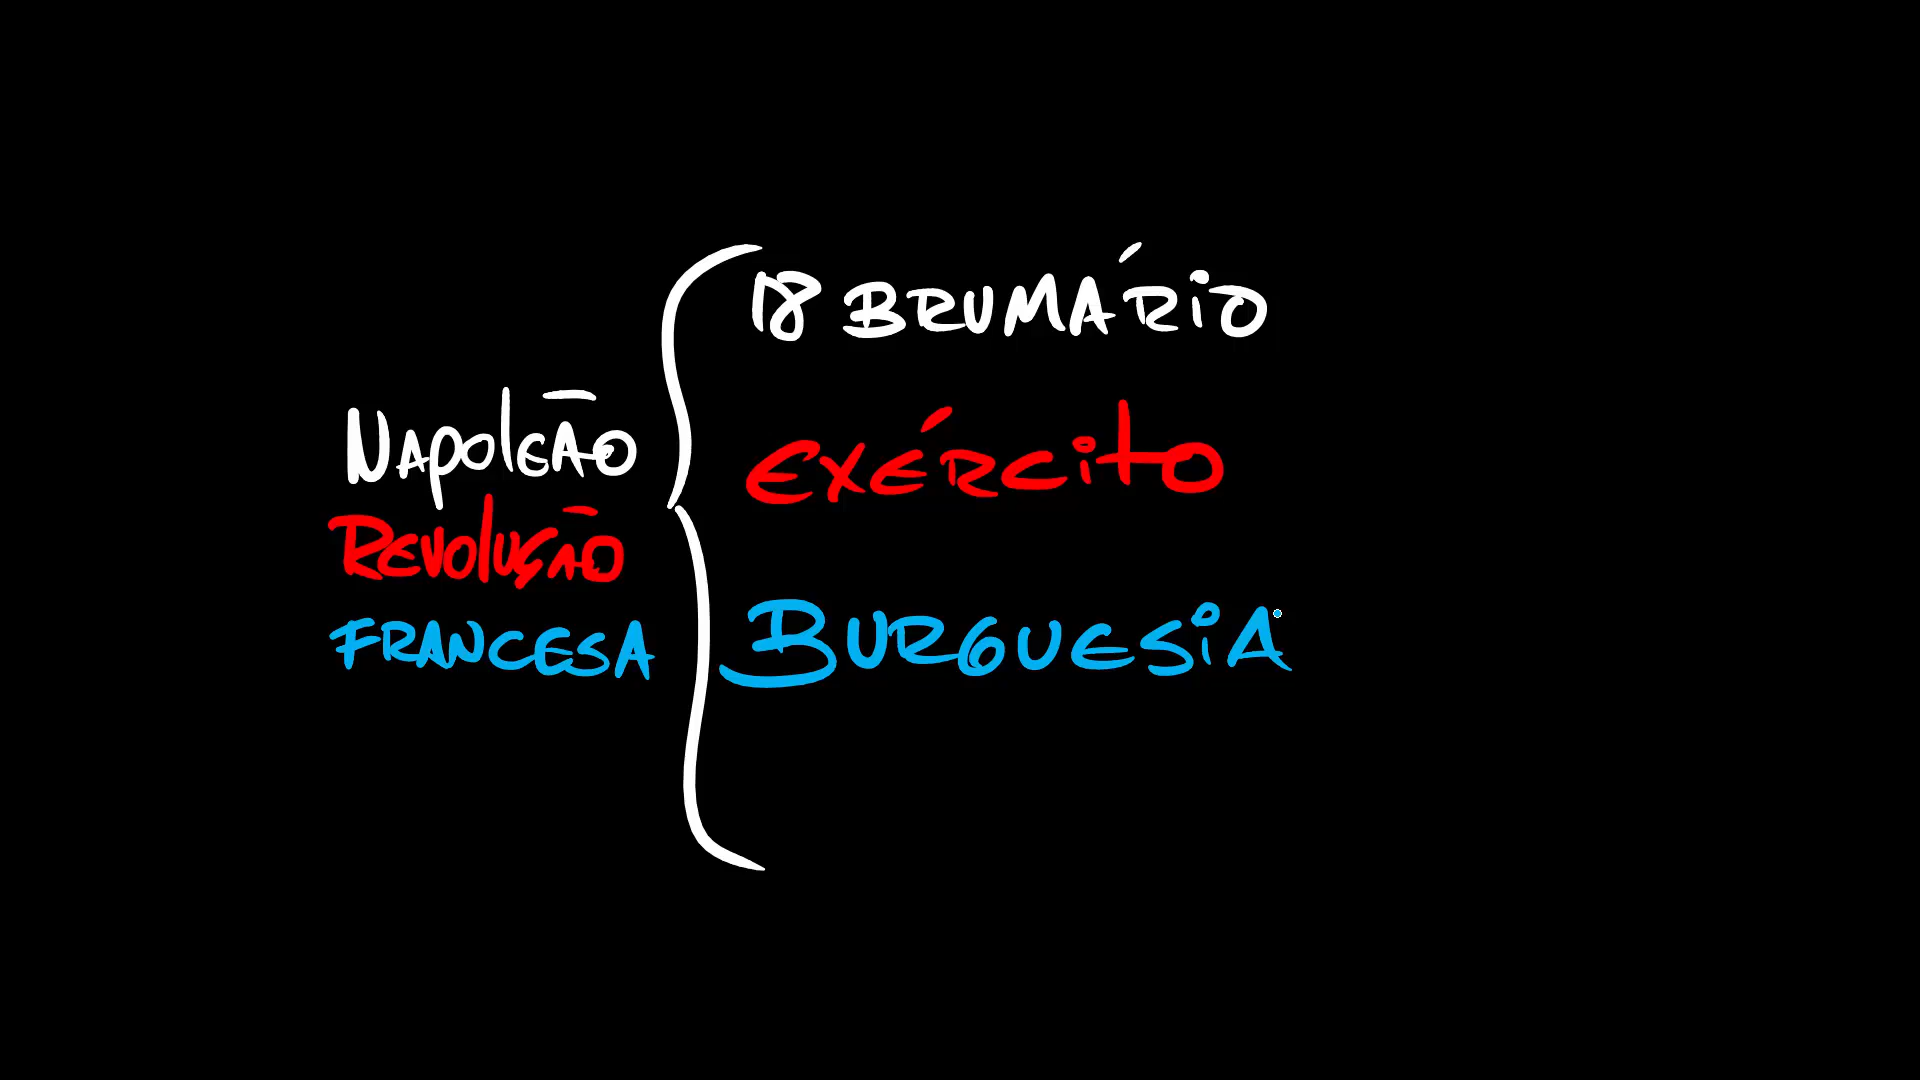 Napoleão
Revolução
Francesa
18 Brumário
Exército
Burguesia